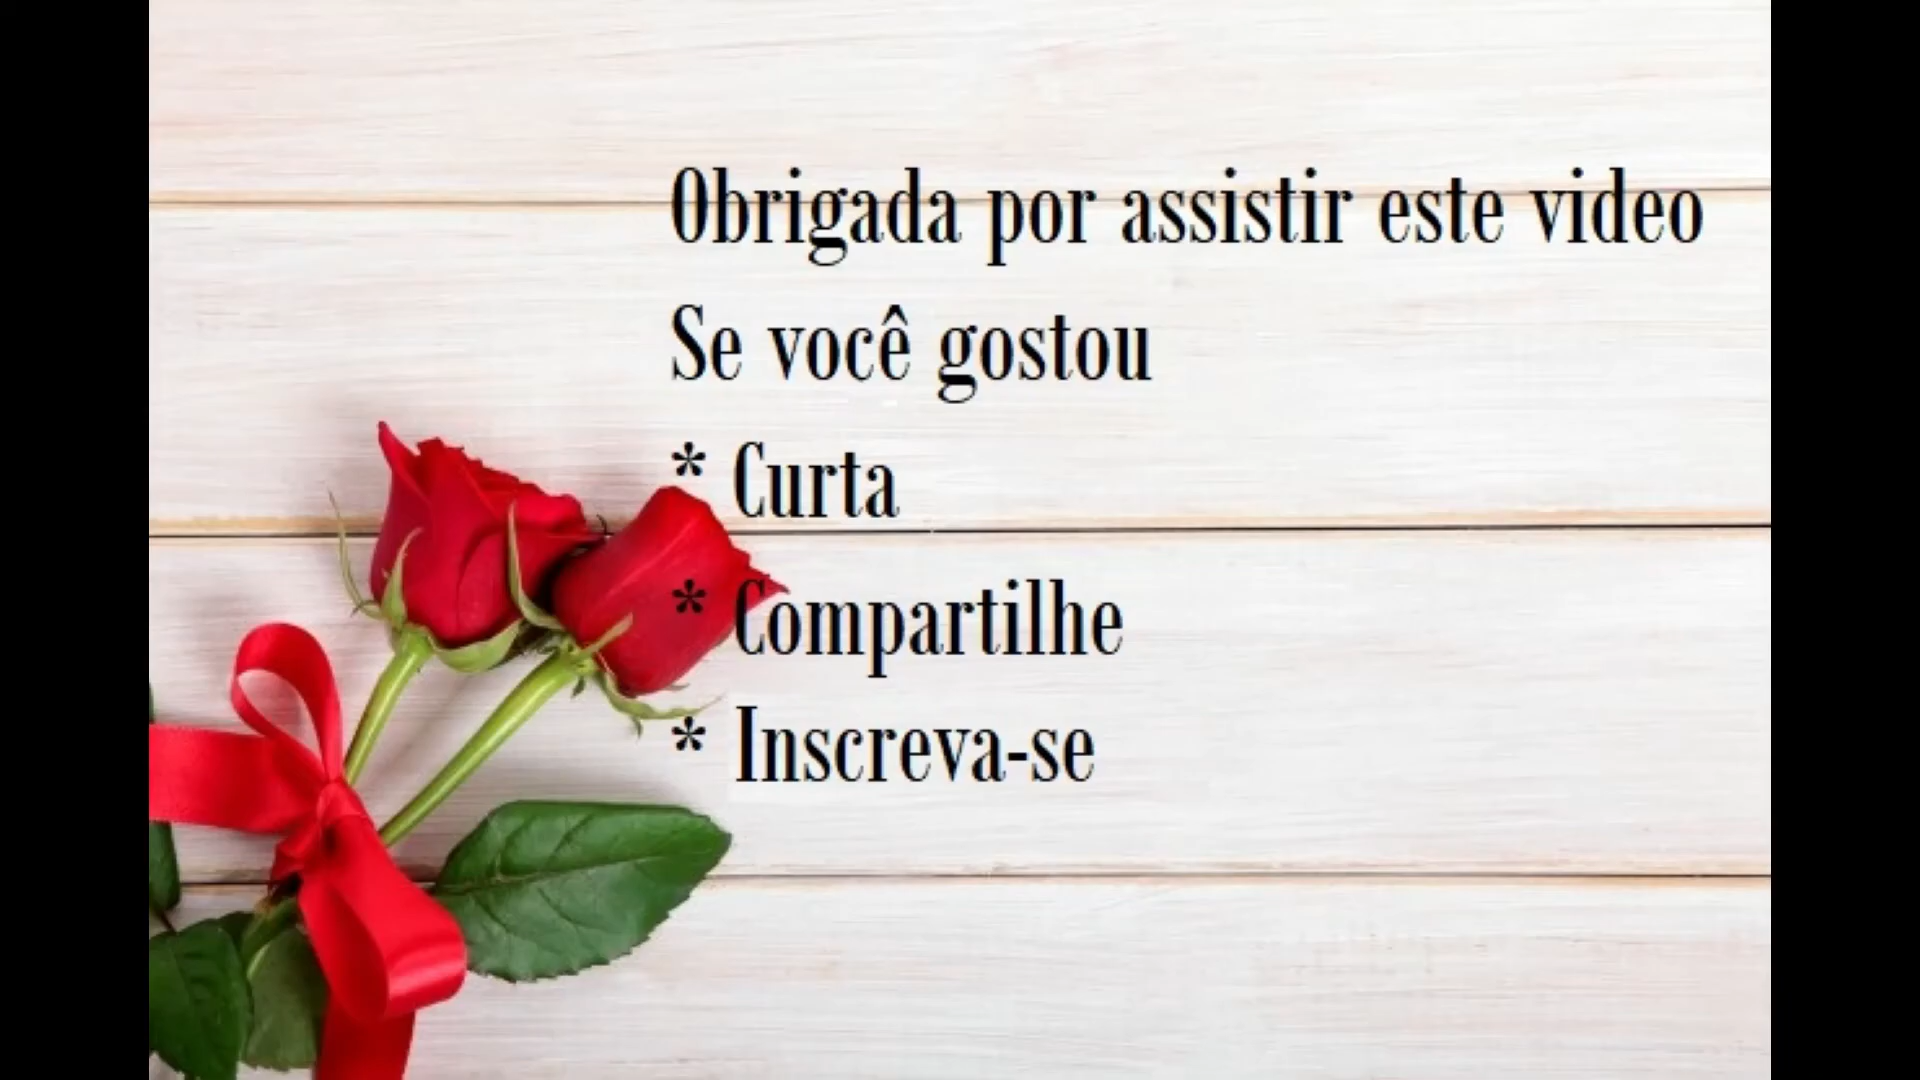 Obrigada por assistir este video
Se você gostou
* Curta
* Compartilhe
* Inscreva-se